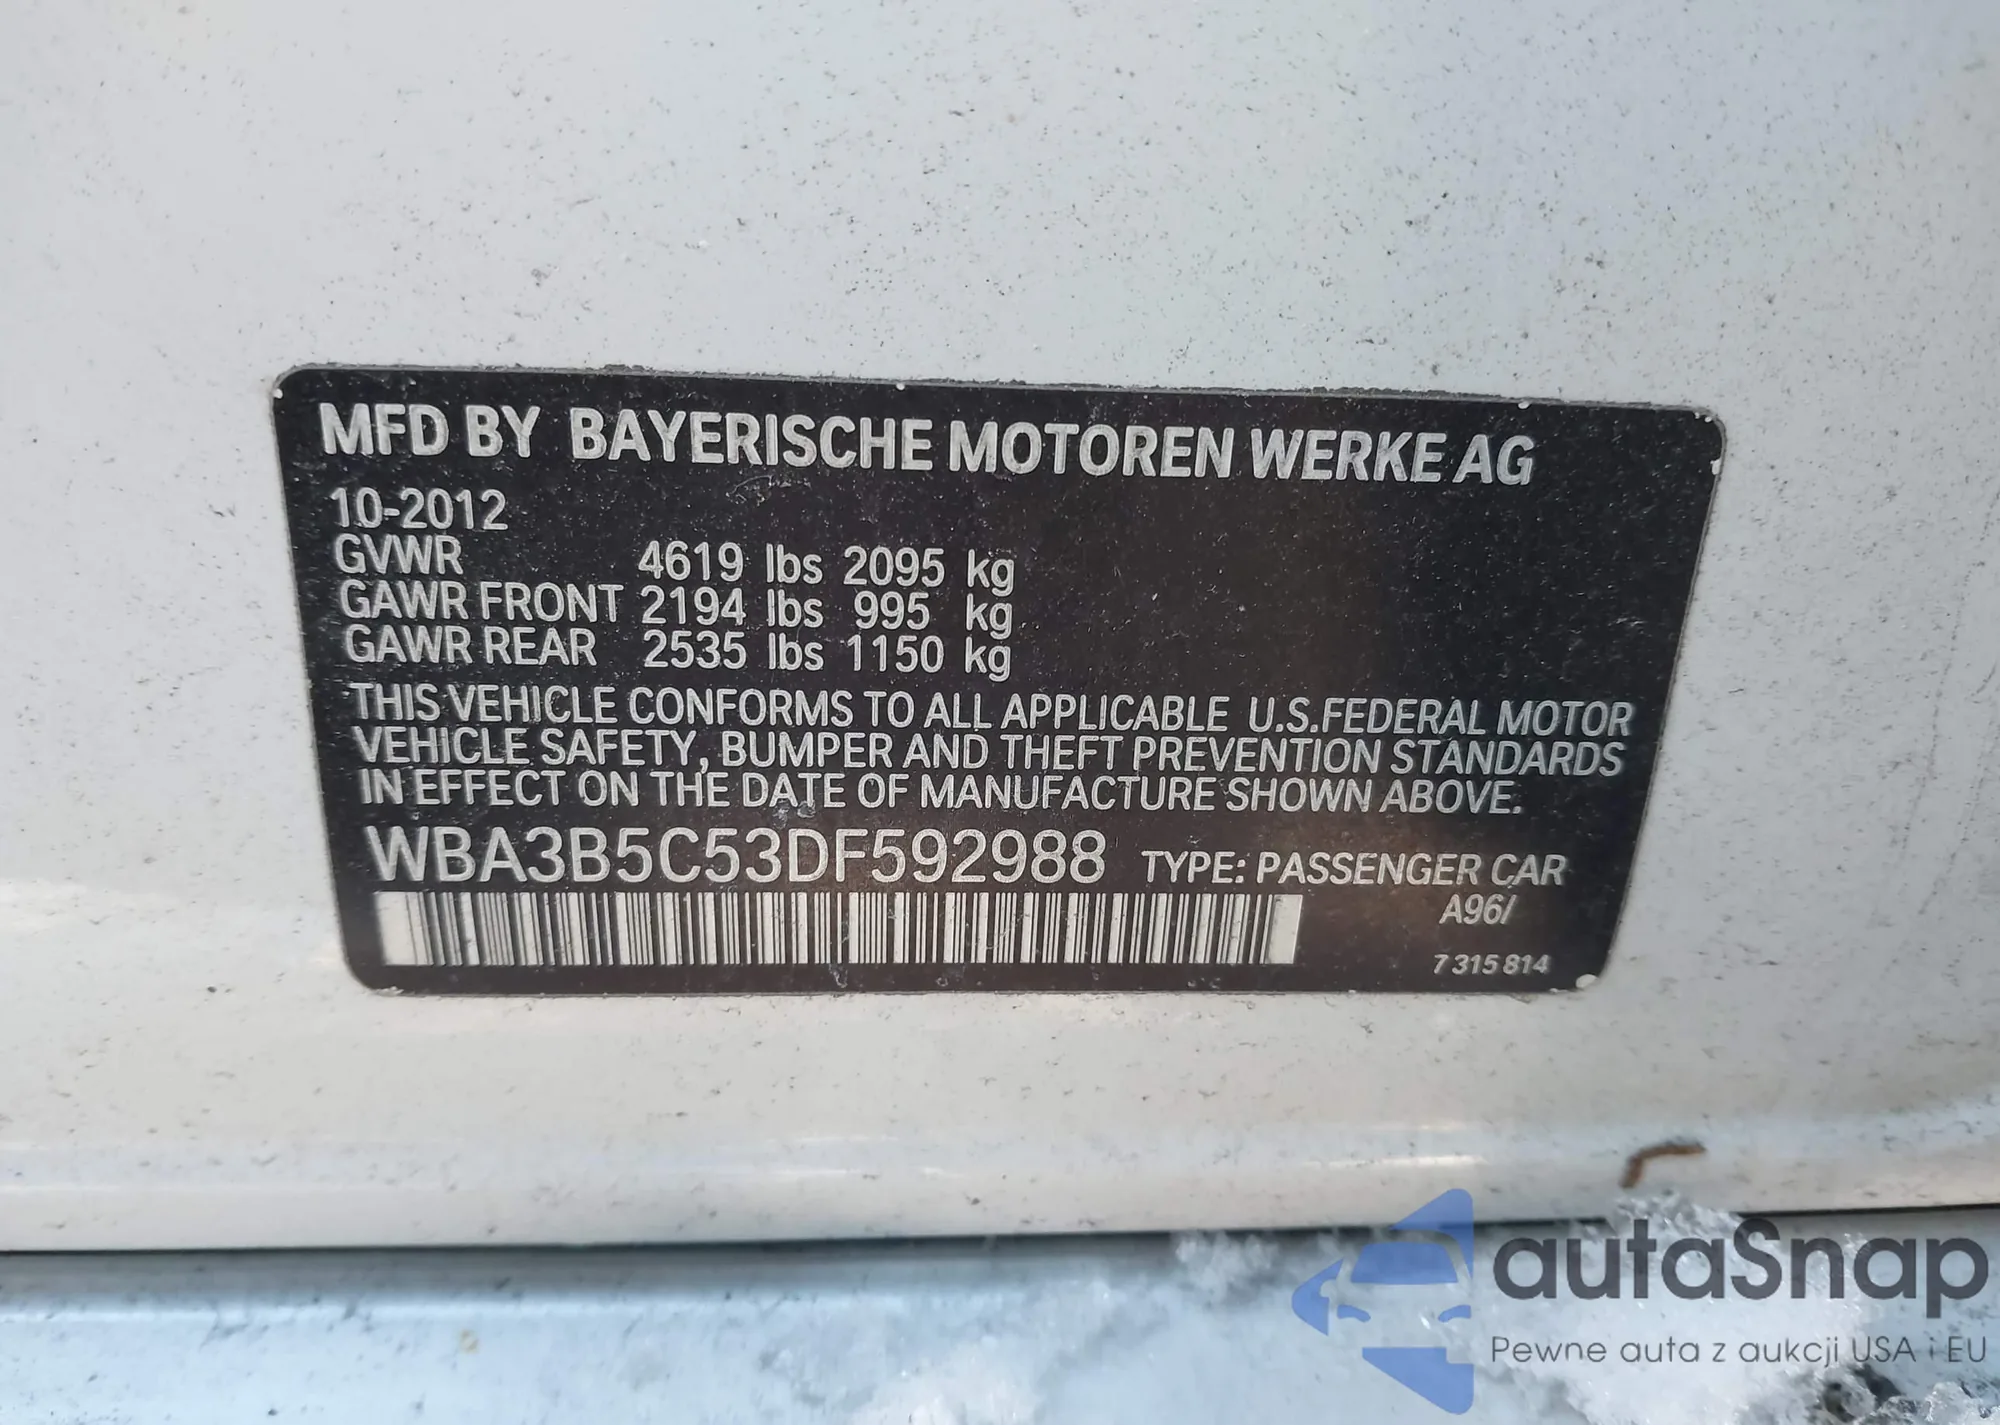 MFD BY BAYERISCHE MOTOREN WERKE AG
10-2012
GVWR 4619 lbs 2095 kg
GAWR FRONT 2194 lbs 995 kg
GAWR REAR 2535 lbs 1150 kg
THIS VEHICLE CONFORMS TO ALL APPLICABLE U.S.FEDERAL MOTOR
VEHICLE SAFETY, BUMPER AND THEFT PREVENTION STANDARDS
IN EFFECT ON THE DATE OF MANUFACTURE SHOWN ABOVE.
WBA3B5C53DF592988 TYPE: PASSENGER CAR
A96/
7 315 814
autaSnap
Pewne auta z aukcji USA i EU